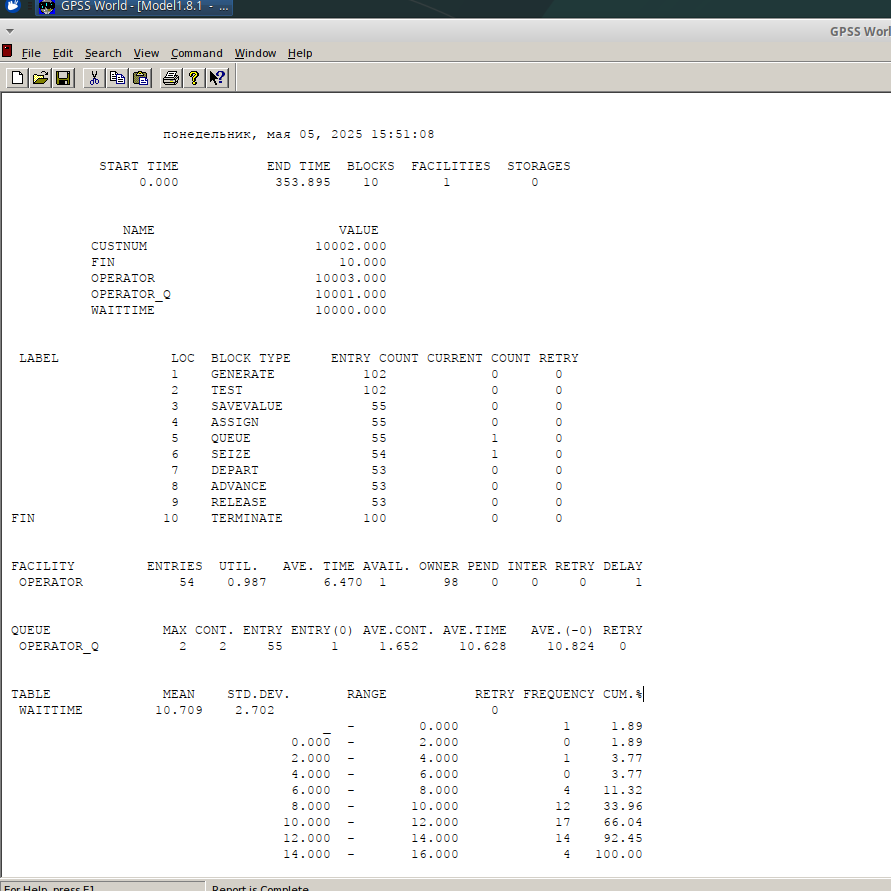 GPSS World - [Model1.8.1 - ...
GPSS Worl
File Edit Search View Command Window Help
понедельник, мая 05, 2025 15:51:08
START TIME END TIME BLOCKS FACILITIES STORAGES
0.000 353.895 10 1 0
NAME VALUE
CUSTNUM 10002.000
FIN 10.000
OPERATOR 10003.000
OPERATOR_Q 10001.000
WAITTIME 10000.000
LABEL LOC BLOCK TYPE ENTRY COUNT CURRENT COUNT RETRY
1 GENERATE 102 0 0
2 TEST 102 0 0
3 SAVEVALUE 55 0 0
4 ASSIGN 55 0 0
5 QUEUE 55 1 0
6 SEIZE 54 1 0
7 DEPART 53 0 0
8 ADVANCE 53 0 0
9 RELEASE 53 0 0
FIN 10 TERMINATE 100 0 0
FACILITY ENTRIES UTIL. AVE. TIME AVAIL. OWNER PEND INTER RETRY DELAY
OPERATOR 54 0.987 6.470 1 98 0 0 0 1
QUEUE MAX CONT. ENTRY ENTRY(0) AVE.CONT. AVE.TIME AVE.(-0) RETRY
OPERATOR_Q 2 2 55 1 1.652 10.628 10.824 0
TABLE MEAN STD.DEV. RANGE RETRY FREQUENCY CUM.%
WAITTIME 10.709 2.702 0
_ - 0.000 1 1.89
0.000 - 2.000 0 1.89
2.000 - 4.000 1 3.77
4.000 - 6.000 0 3.77
6.000 - 8.000 4 11.32
8.000 - 10.000 12 33.96
10.000 - 12.000 17 66.04
12.000 - 14.000 14 92.45
14.000 - 16.000 4 100.00
For Help, press F1 Report is Complete.